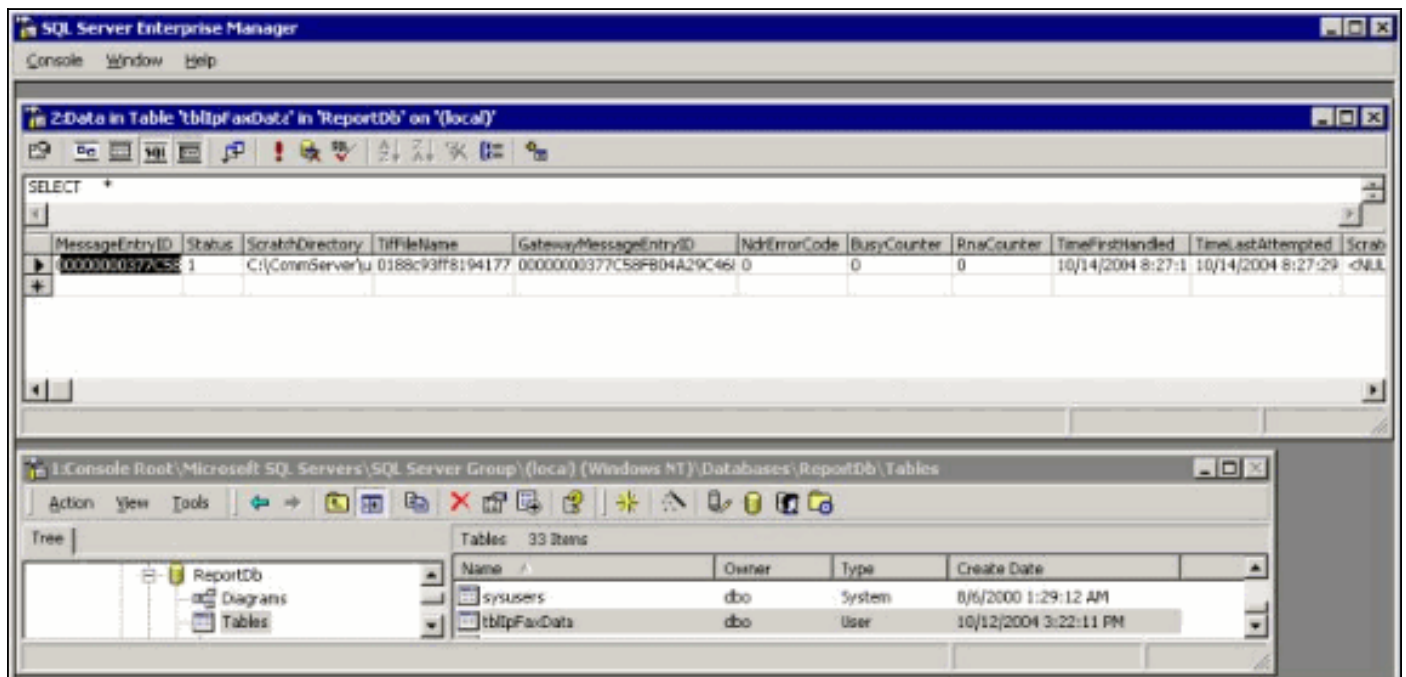 SQL Server Enterprise Manager
Console Window Help
2:Data in Table 'tblIpFaxData' in 'ReportDb' on '(local)'
SELECT *
MessageEntryID Status ScratchDirectory TiffFileName GatewayMessageEntryID NdrErrorCode BusyCounter RnaCounter TimeFirstHandled TimeLastAttempted Scrab
00000000377C58 1 C:\CommServer\u 0188c93ff8194177 00000000377C58FB04A29C46 0 0 0 10/14/2004 8:27:1 10/14/2004 8:27:29 <NUL
1:Console Root\Microsoft SQL Servers\SQL Server Group\(local) (Windows NT)\Databases\ReportDb\Tables
Action View Tools
Tree
Tables 33 Items
ReportDb
Diagrams
Tables
Name Owner Type Create Date
sysusers dbo System 8/6/2000 1:29:12 AM
tblIpFaxData dbo User 10/12/2004 3:22:11 PM